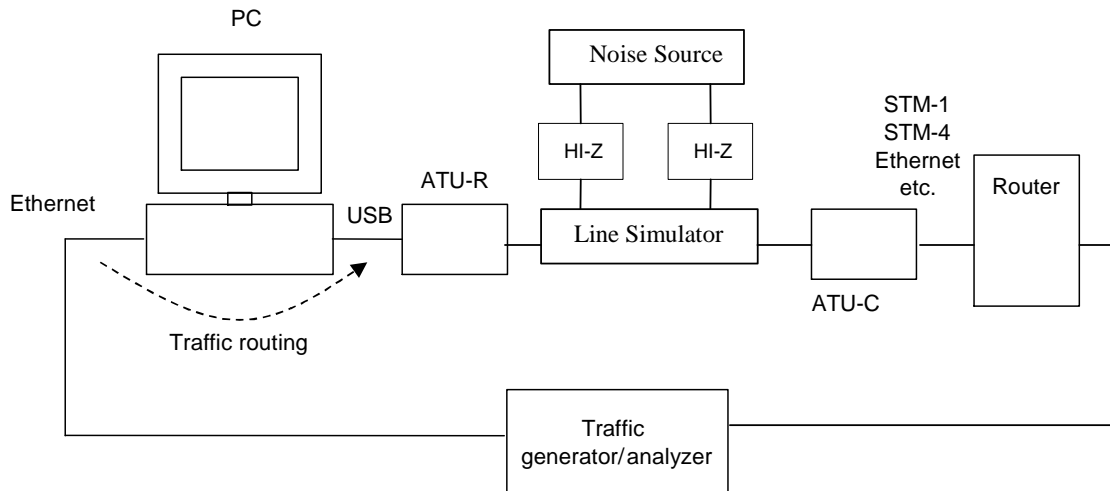 PC
Noise Source
HI-Z
HI-Z
STM-1
STM-4
Ethernet
etc.
Router
Ethernet
USB
ATU-R
Line Simulator
ATU-C
Traffic routing
Traffic
generator/analyzer